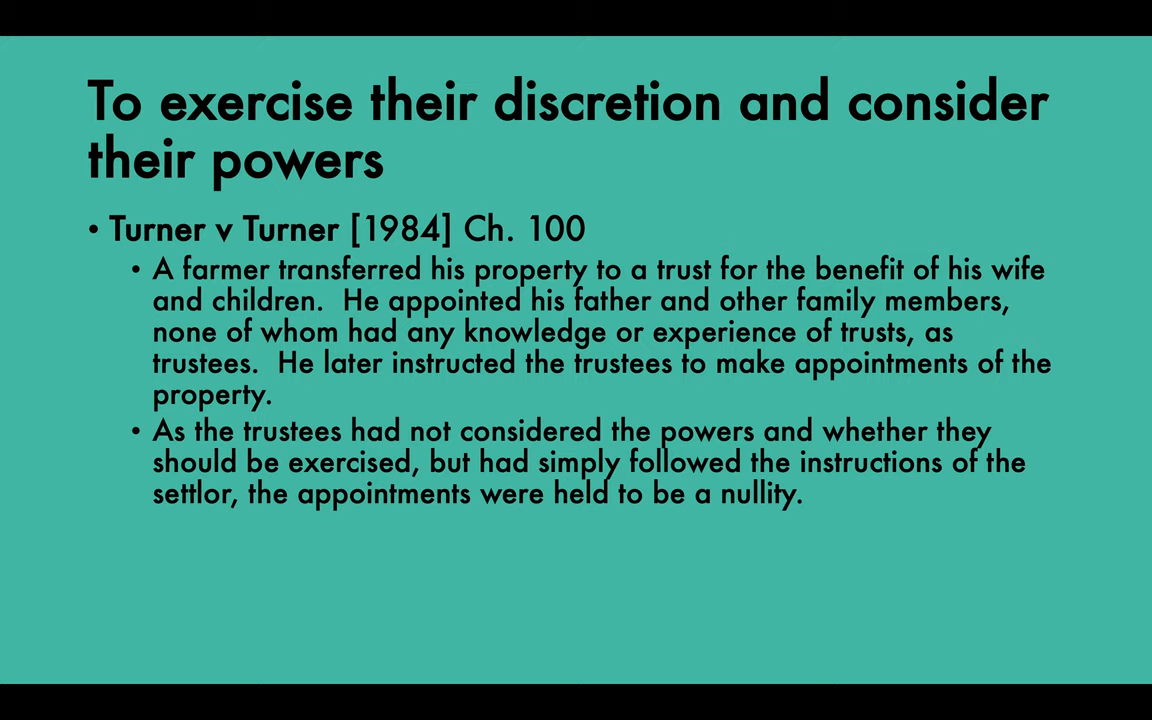 To exercise their discretion and consider
their powers
• Turner v Turner [1984] Ch. 100
• A farmer transferred his property to a trust for the benefit of his wife
and children.  He appointed his father and other family members,
none of whom had any knowledge or experience of trusts, as
trustees.  He later instructed the trustees to make appointments of the
property.
• As the trustees had not considered the powers and whether they
should be exercised, but had simply followed the instructions of the
settlor, the appointments were held to be a nullity.